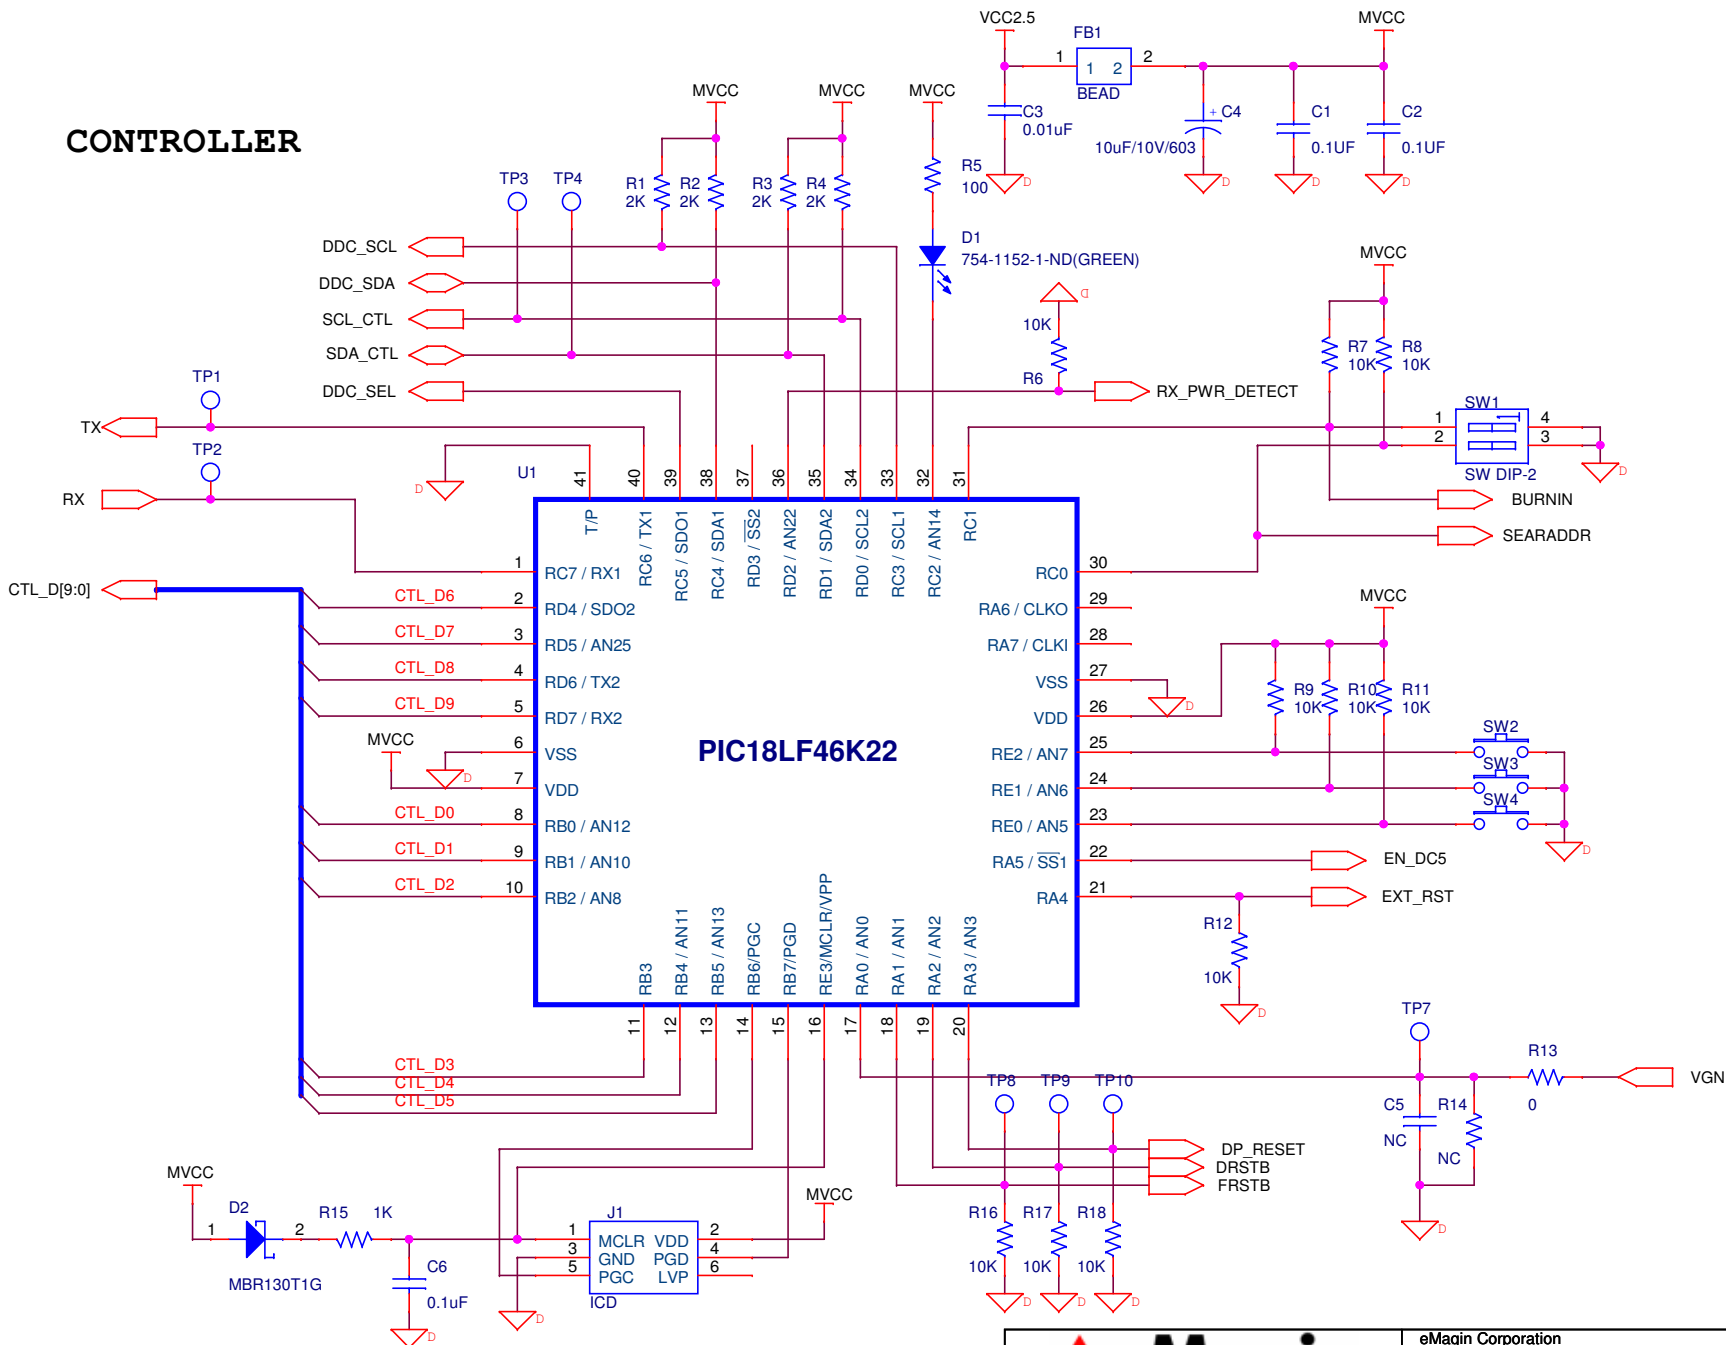 CONTROLLER
VCC2.5
FB1
1
1 2
2
BEAD
MVCC
C3
0.01uF
+ C4
10uF/10V/603
C1
0.1UF
C2
0.1UF
D
D
D
D
MVCC
MVCC
MVCC
TP3
TP4
R1
2K
R2
2K
R3
2K
R4
2K
R5
100
D1
754-1152-1-ND(GREEN)
DDC_SCL
DDC_SDA
SCL_CTL
SDA_CTL
DDC_SEL
D
10K
R6
RX_PWR_DETECT
MVCC
R7
10K
R8
10K
SW1
1
2
4
3
SW DIP-2
D
BURNIN
SEARADDR
TP1
TX
TP2
RX
D
U1
41
40
39
38
37
36
35
34
33
32
31
T/P
RC6 / TX1
RC5 / SDO1
RC4 / SDA1
RD3 / SS2
RD2 / AN22
RD1 / SDA2
RD0 / SCL2
RC3 / SCL1
RC2 / AN14
RC1
CTL_D[9:0]
1
RC7 / RX1
CTL_D6
2
RD4 / SDO2
CTL_D7
3
RD5 / AN25
CTL_D8
4
RD6 / TX2
CTL_D9
5
RD7 / RX2
MVCC
6
VSS
D
7
VDD
CTL_D0
8
RB0 / AN12
CTL_D1
9
RB1 / AN10
CTL_D2
10
RB2 / AN8
PIC18LF46K22
RC0
30
RA6 / CLKO
29
RA7 / CLKI
28
VSS
27
D
VDD
26
RE2 / AN7
25
RE1 / AN6
24
RE0 / AN5
23
RA5 / SS1
22
RA4
21
MVCC
R9
10K
R10
10K
R11
10K
SW2
SW3
SW4
D
EN_DC5
EXT_RST
R12
10K
D
RB3
RB4 / AN11
RB5 / AN13
RB6/PGC
RB7/PGD
RE3/MCLR/VPP
RA0 / AN0
RA1 / AN1
RA2 / AN2
RA3 / AN3
11
12
13
14
15
16
17
18
19
20
CTL_D3
CTL_D4
CTL_D5
TP7
R13
0
VGN
C5
NC
R14
NC
D
TP8
TP9
TP10
DP_RESET
DRSTB
FRSTB
R16
10K
R17
10K
R18
10K
D
D
D
MVCC
D2
1
2
MBR130T1G
R15
1K
C6
0.1uF
D
J1
1
3
5
MCLR VDD
GND PGD
PGC LVP
2
4
6
ICD
D
MVCC
eMagin Corporation